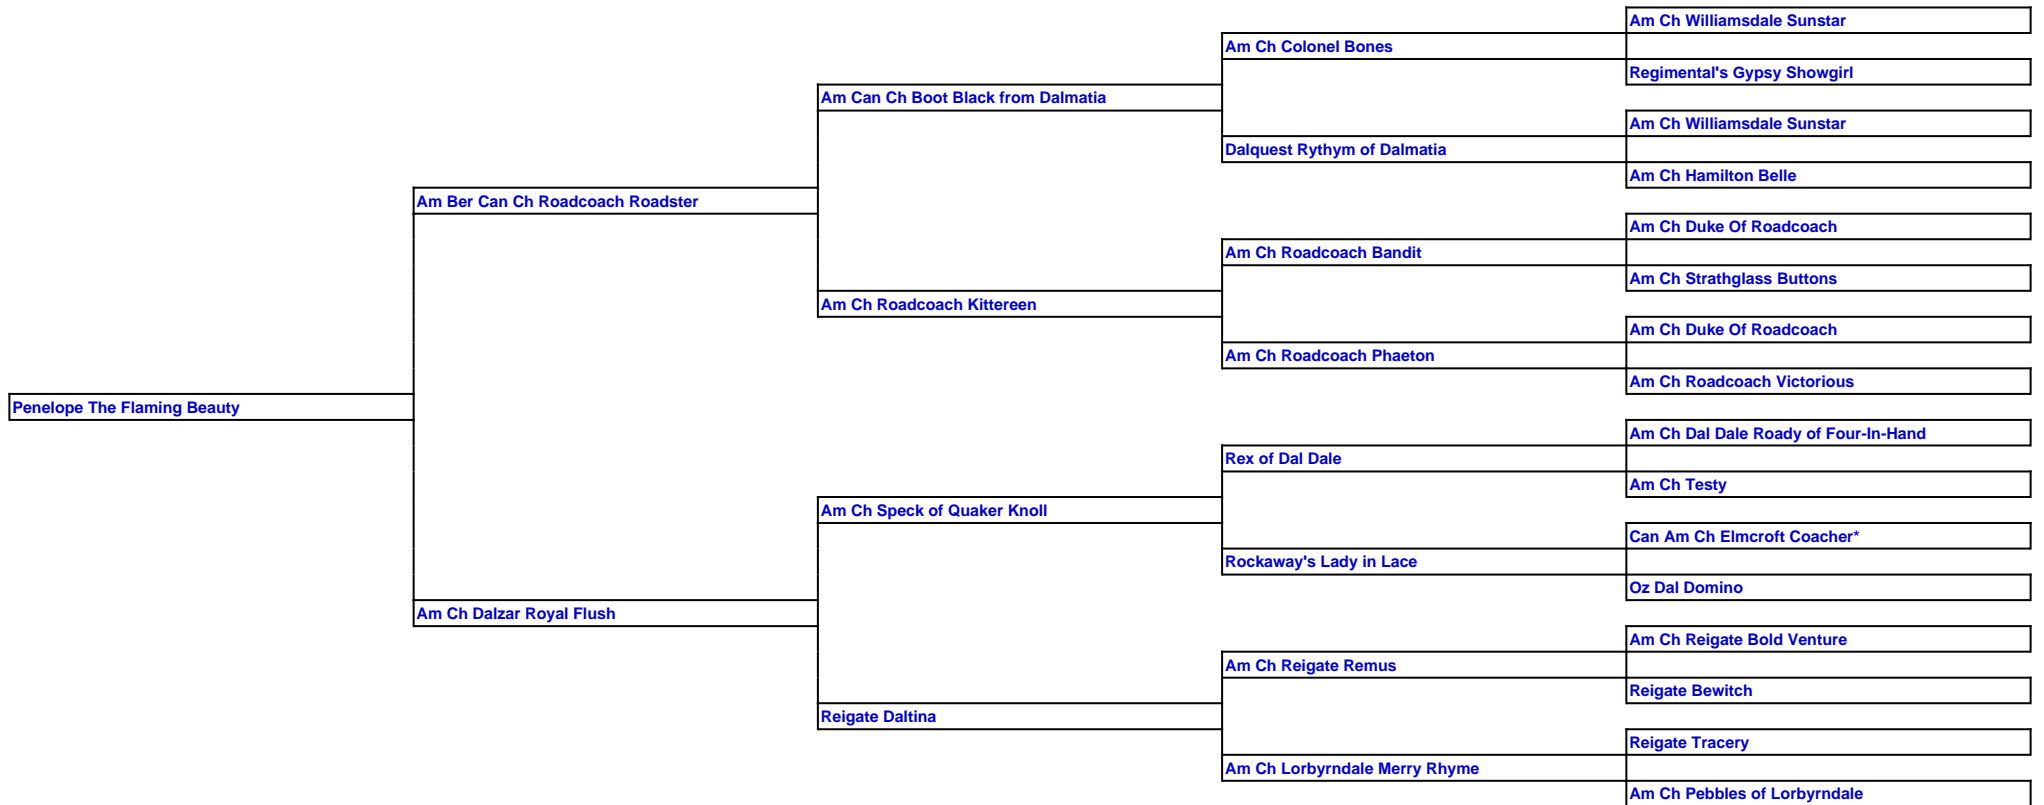 Am Ch Williamsdale Sunstar
Am Ch Colonel Bones
Regimental's Gypsy Showgirl
Am Can Ch Boot Black from Dalmatia
Am Ch Williamsdale Sunstar
Dalquest Rythym of Dalmatia
Am Ch Hamilton Belle
Am Ber Can Ch Roadcoach Roadster
Am Ch Duke Of Roadcoach
Am Ch Roadcoach Bandit
Am Ch Strathglass Buttons
Am Ch Roadcoach Kittereen
Am Ch Duke Of Roadcoach
Am Ch Roadcoach Phaeton
Am Ch Roadcoach Victorious
Penelope The Flaming Beauty
Am Ch Dal Dale Roady of Four-In-Hand
Rex of Dal Dale
Am Ch Testy
Am Ch Speck of Quaker Knoll
Can Am Ch Elmcroft Coacher*
Rockaway's Lady in Lace
Oz Dal Domino
Am Ch Dalzar Royal Flush
Am Ch Reigate Bold Venture
Am Ch Reigate Remus
Reigate Bewitch
Reigate Daltina
Reigate Tracery
Am Ch Lorbyrndale Merry Rhyme
Am Ch Pebbles of Lorbyrndale